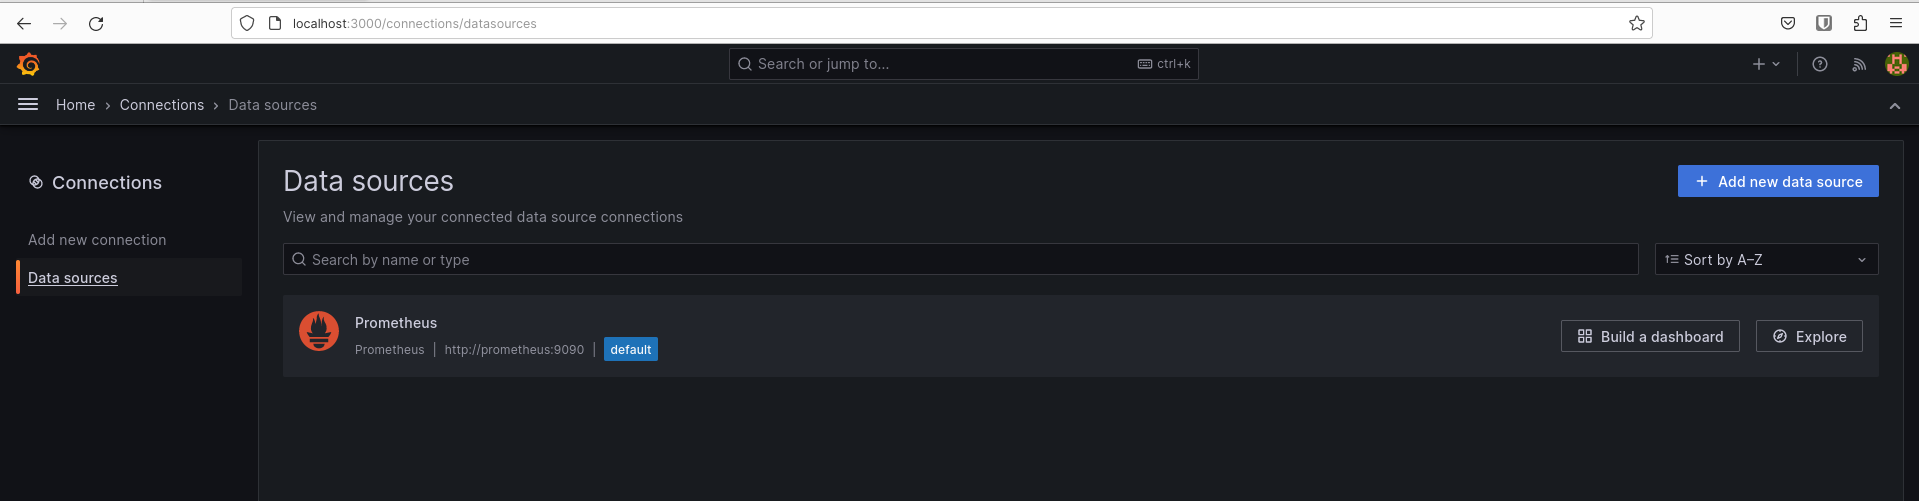 localhost:3000/connections/datasources
Search or jump to...
ctrl+k
Home › Connections › Data sources
Connections
Add new connection
Data sources
Data sources
Add new data source
View and manage your connected data source connections
Search by name or type
Sort by A–Z
Prometheus
Prometheus | http://prometheus:9090 | default
Build a dashboard
Explore